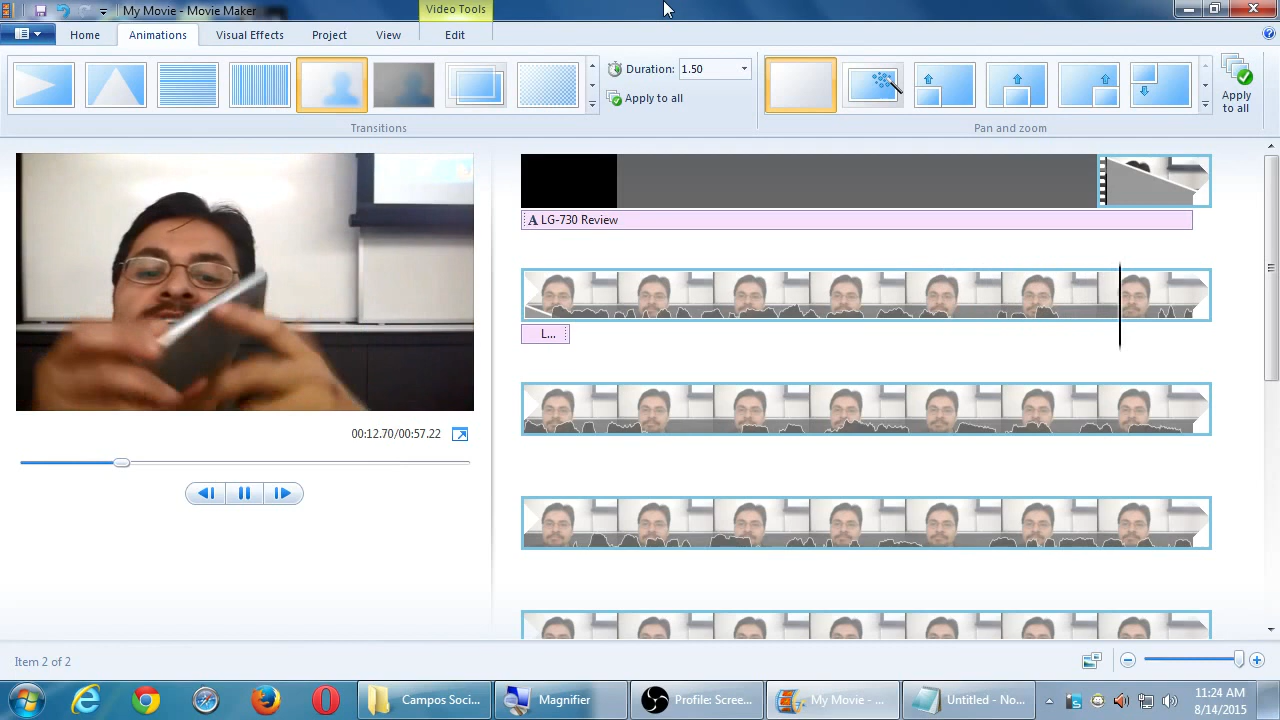 My Movie - Movie Maker
Video Tools
Home
Animations
Visual Effects
Project
View
Edit
Duration:
1.50
Apply to all
Apply
to all
Transitions
Pan and zoom
A LG-730 Review
L...
00:12.70/00:57.22
Item 2 of 2
Campos Soci...
Magnifier
Profile: Scree...
My Movie - ...
Untitled - No...
11:24 AM
8/14/2015